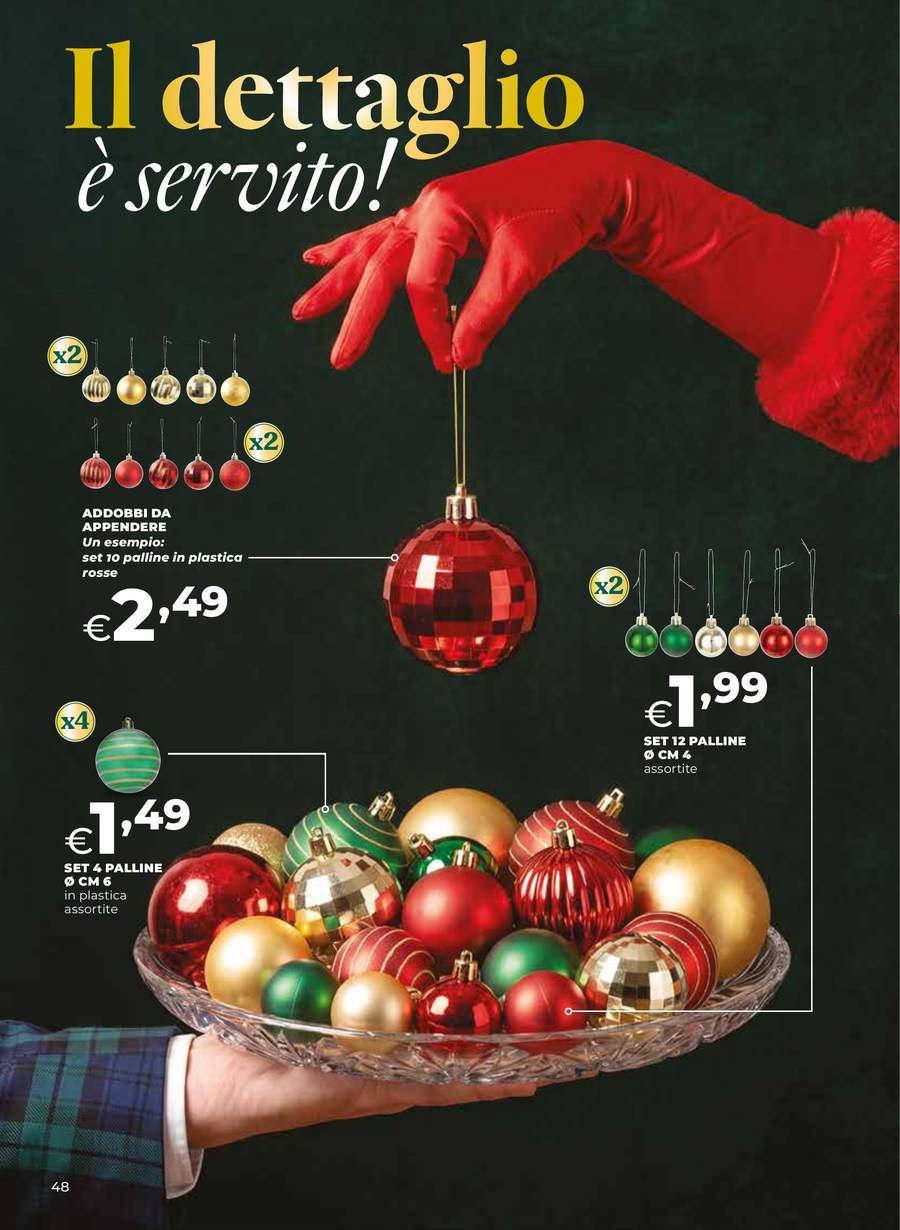 Il dettaglio
è servito!
x2
x2
ADDOBBI DA
APPENDERE
Un esempio:
set 10 palline in plastica
rosse
€2,49
x2
€1,99
SET 12 PALLINE
Ø CM 4
assortite
x4
€1,49
SET 4 PALLINE
Ø CM 6
in plastica
assortite
48